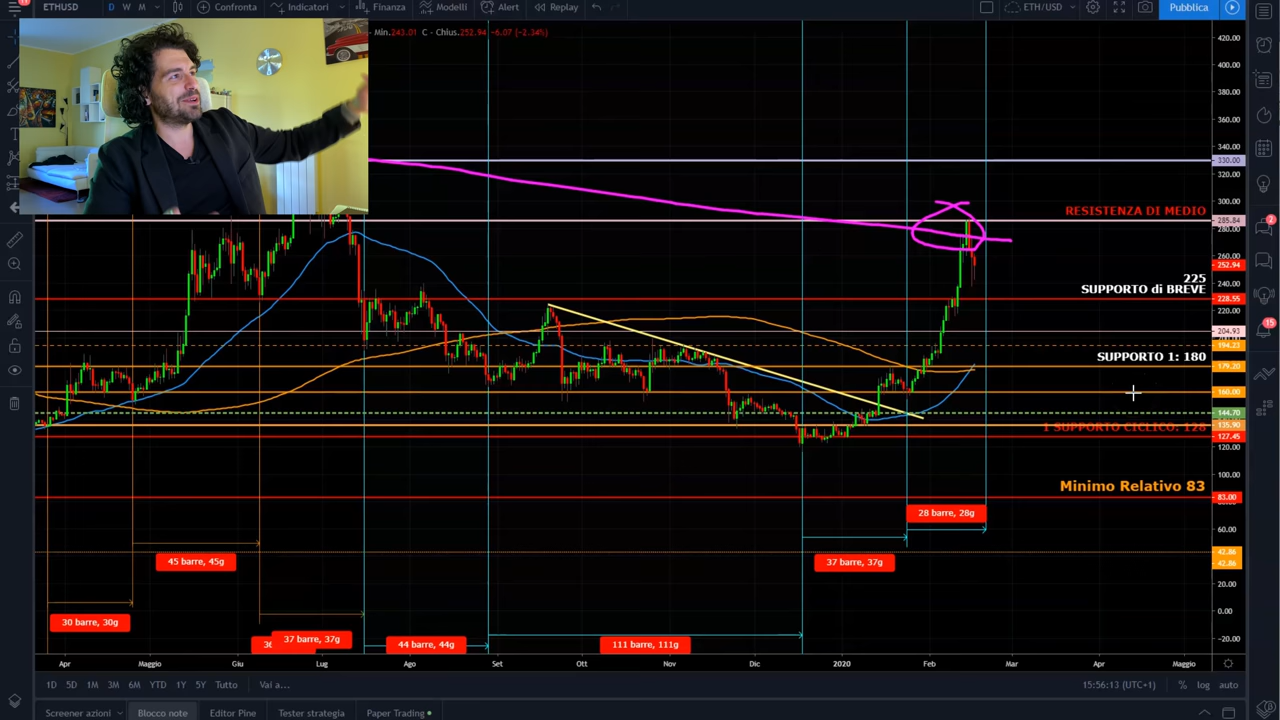 11
ETHUSD
D W M
Confronta
Indicatori
Finanza
Modelli
Alert
Replay
ETH/USD
Pubblica
- Min.243.01 C - Chius.252.94 -6.07 (-2.34%)
420.00
400.00
380.00
360.00
340.00
330.00
320.00
300.00
RESISTENZA DI MEDIO
285.84
280.00
260.00
252.94
225
240.00
SUPPORTO di BREVE
228.55
220.00
204.93
194.23
SUPPORTO 1: 180
179.20
160.00
144.70
135.90
1 SUPPORTO CICLICO: 128
127.45
120.00
100.00
Minimo Relativo 83
83.00
60.00
42.86
42.86
20.00
0.00
-20.00
2
15
28 barre, 28g
45 barre, 45g
37 barre, 37g
30 barre, 30g
36
37 barre, 37g
44 barre, 44g
111 barre, 111g
Apr Maggio Giu Lug Ago Set Ott Nov Dic 2020 Feb Mar Apr Maggio
1D 5D 1M 3M 6M YTD 1Y 5Y Tutto Vai a...
15:56:13 (UTC+1) % log auto
Screener azioni Blocco note Editor Pine Tester strategia Paper Trading